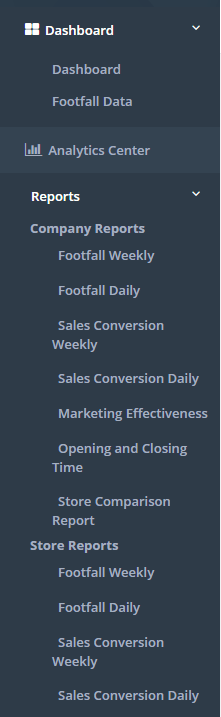 Dashboard
Dashboard
Footfall Data
Analytics Center
Reports
Company Reports
Footfall Weekly
Footfall Daily
Sales Conversion
Weekly
Sales Conversion Daily
Marketing Effectiveness
Opening and Closing
Time
Store Comparison
Report
Store Reports
Footfall Weekly
Footfall Daily
Sales Conversion
Weekly
Sales Conversion Daily